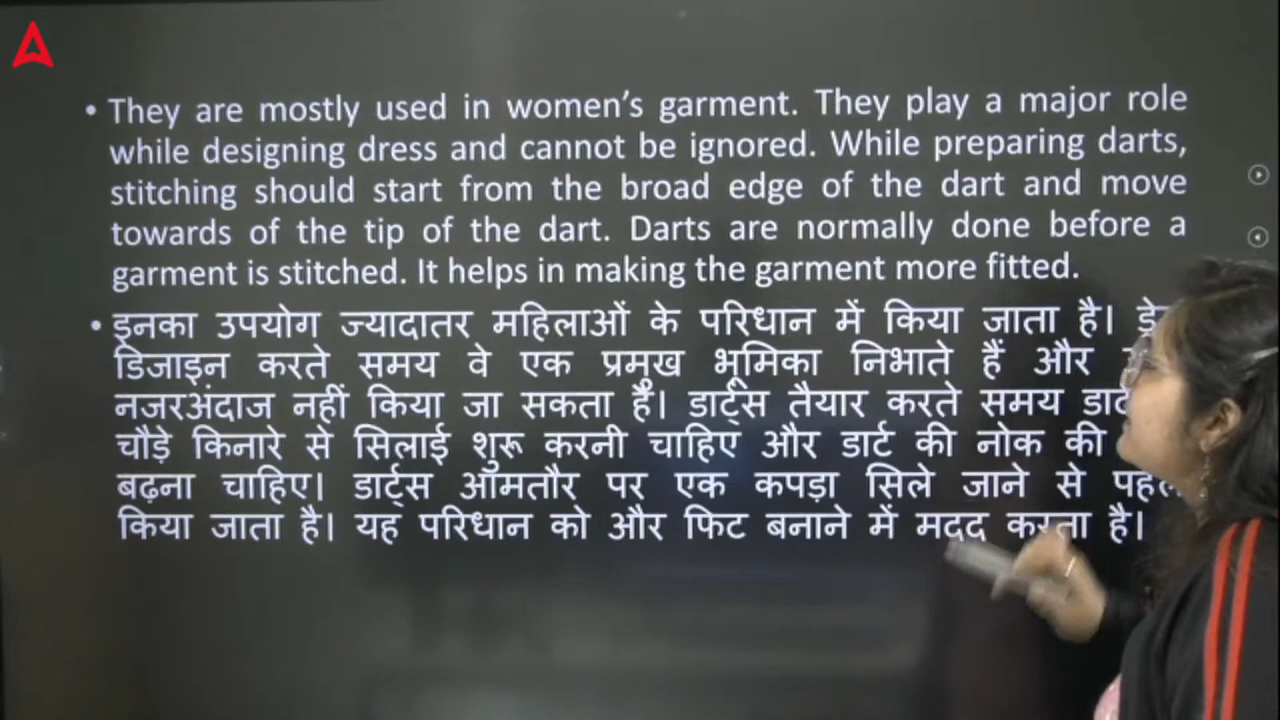 • They are mostly used in women's garment. They play a major role
while designing dress and cannot be ignored. While preparing darts,
stitching should start from the broad edge of the dart and move
towards of the tip of the dart. Darts are normally done before a
garment is stitched. It helps in making the garment more fitted.
• इनका उपयोग ज्यादातर महिलाओं के परिधान में किया जाता है।
डिजाइन करते समय वे एक प्रमुख भूमिका निभाते हैं और
नजरअंदाज नहीं किया जा सकता है। डार्ट्स तैयार करते समय
चौड़े किनारे से सिलाई शुरू करनी चाहिए और डार्ट की नोक की
बढ़ना चाहिए। डार्ट्स आमतौर पर एक कपड़ा सिले जाने से
किया जाता है। यह परिधान को और फिट बनाने में मदद करता है।